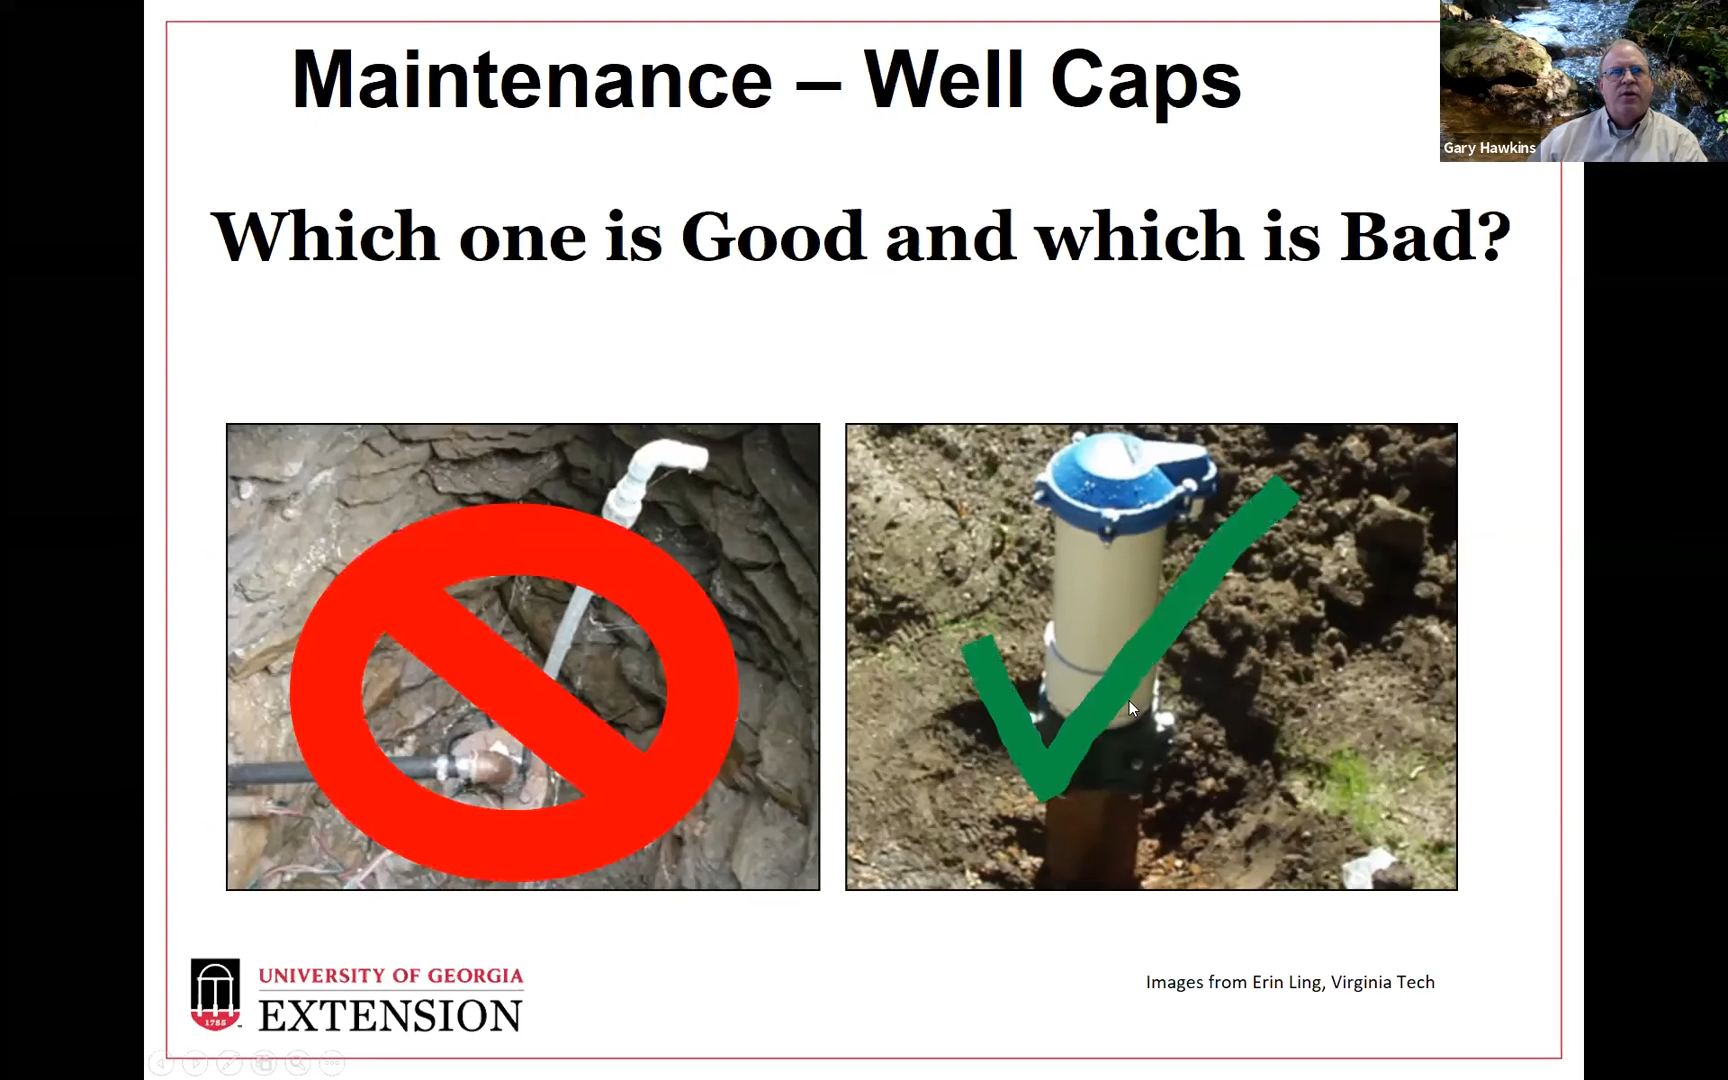 Maintenance – Well Caps
Gary Hawkins
Which one is Good and which is Bad?
UNIVERSITY OF GEORGIA
EXTENSION
1785
Images from Erin Ling, Virginia Tech